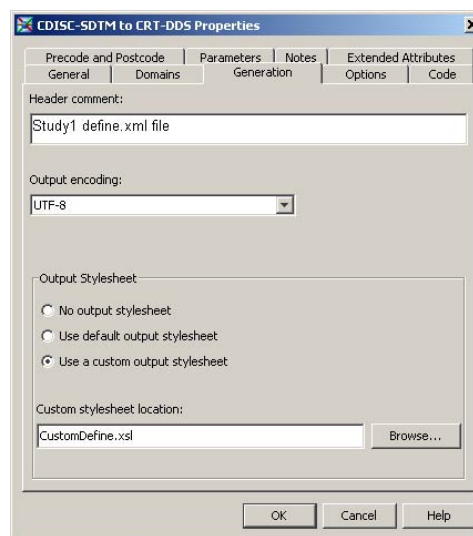 CDISC-SDTM to CRT-DDS Properties
Precode and Postcode Parameters Notes Extended Attributes
General Domains Generation Options Code
Header comment:
Study1 define.xml file
Output encoding:
UTF-8
Output Stylesheet
No output stylesheet
Use default output stylesheet
Use a custom output stylesheet
Custom stylesheet location:
CustomDefine.xsl Browse...
OK Cancel Help